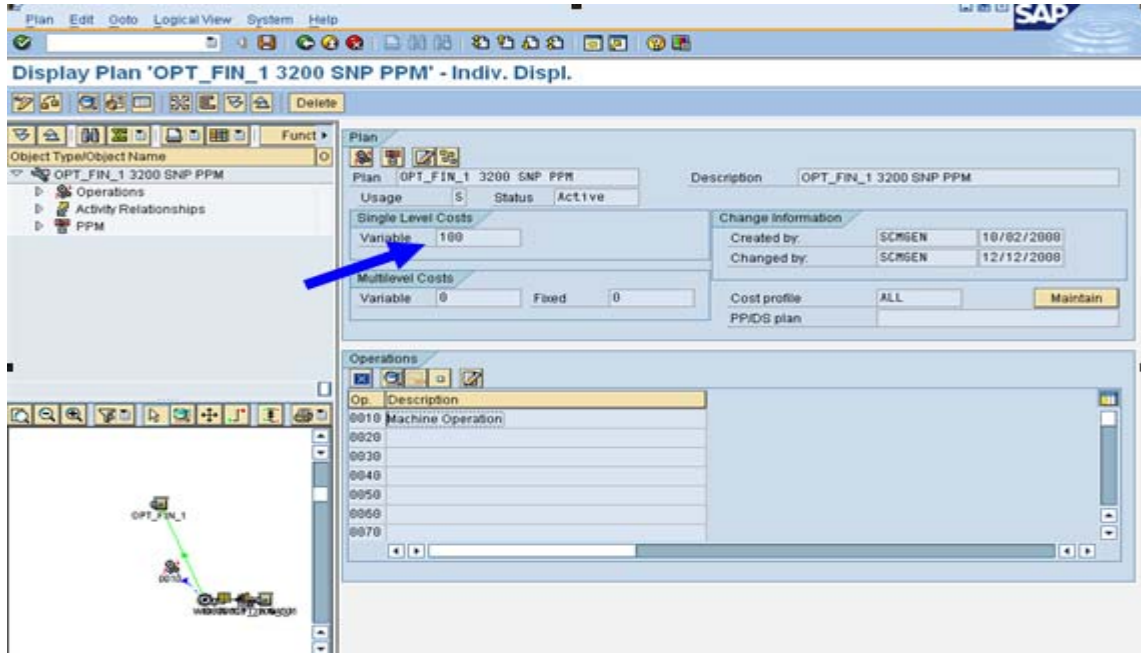 Plan Edit Goto Logical View System Help
SAP
Display Plan 'OPT_FIN_1 3200 SNP PPM' - Indiv. Displ.
Delete
Funct
Object Type/Object Name O
OPT_FIN_1 3200 SNP PPM
Operations
Activity Relationships
PPM
Plan
Plan OPT_FIN_1 3200 SNP PPM Description OPT_FIN_1 3200 SNP PPM
Usage S Status Active
Single Level Costs Change Information
Variable 100 Created by: SCMGEN 10/02/2008
Changed by: SCMGEN 12/12/2008
Multilevel Costs
Variable 0 Fixed 0 Cost profile ALL Maintain
PP/DS plan
Operations
Op. Description
0010 Machine Operation
0020
0030
0040
0050
0060
0070
OPT_FIN_1
0010